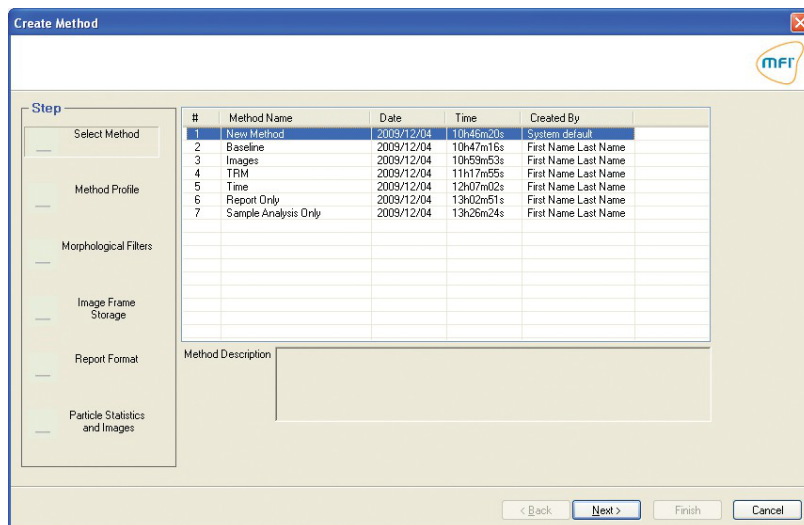 Create Method
mfi
Step
Select Method
Method Profile
Morphological Filters
Image Frame
Storage
Report Format
Particle Statistics
and Images
# Method Name Date Time Created By
1 New Method 2009/12/04 10h46m20s System default
2 Baseline 2009/12/04 10h47m16s First Name Last Name
3 Images 2009/12/04 10h59m53s First Name Last Name
4 TRM 2009/12/04 11h17m55s First Name Last Name
5 Time 2009/12/04 12h07m02s First Name Last Name
6 Report Only 2009/12/04 13h02m51s First Name Last Name
7 Sample Analysis Only 2009/12/04 13h26m24s First Name Last Name
Method Description
< Back Next > Finish Cancel